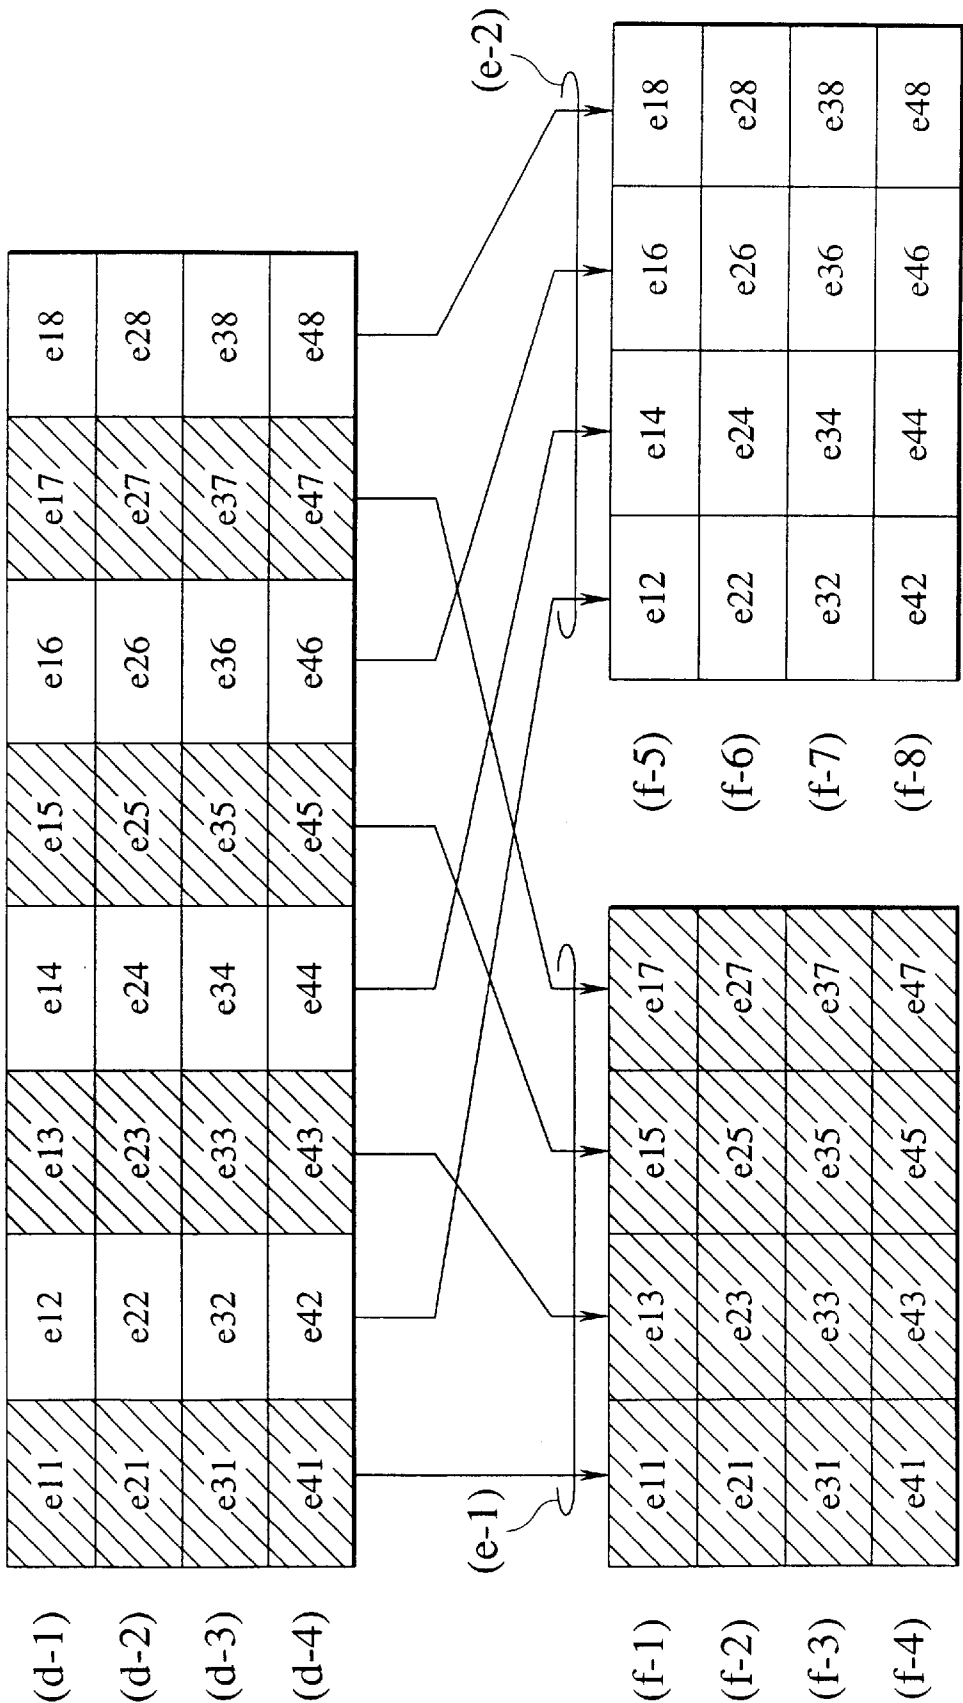 (d-1) e11 e12 e13 e14 e15 e16 e17 e18
(d-2) e21 e22 e23 e24 e25 e26 e27 e28
(d-3) e31 e32 e33 e34 e35 e36 e37 e38
(d-4) e41 e42 e43 e44 e45 e46 e47 e48
(e-1)
(e-2)
(f-1) e11 e13 e15 e17
(f-2) e21 e23 e25 e27
(f-3) e31 e33 e35 e37
(f-4) e41 e43 e45 e47
(f-5) e12 e14 e16 e18
(f-6) e22 e24 e26 e28
(f-7) e32 e34 e36 e38
(f-8) e42 e44 e46 e48